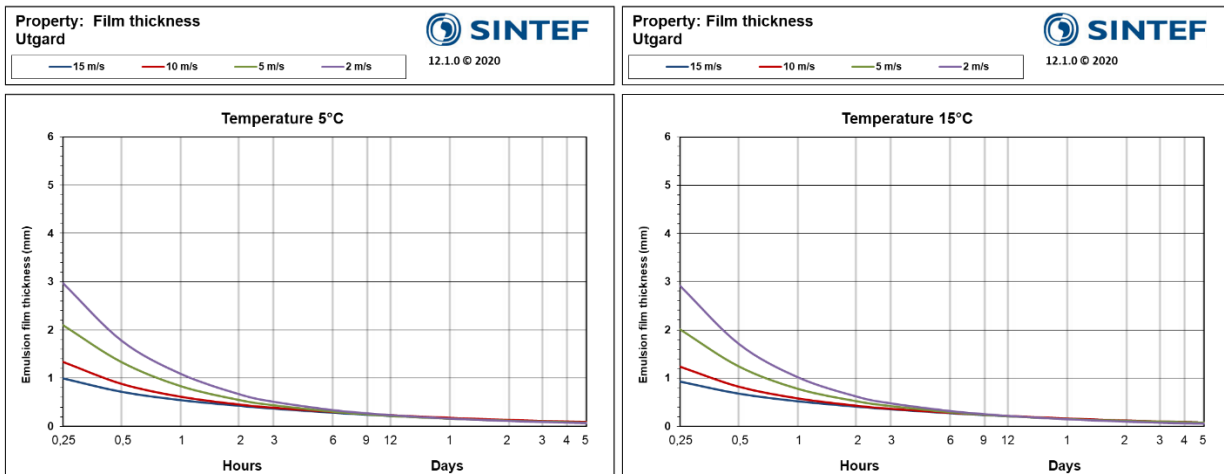 Property: Film thickness
Utgard
SINTEF
15 m/s 10 m/s 5 m/s 2 m/s
12.1.0 © 2020
Temperature 5°C
Emulsion film thickness (mm)
6
5
4
3
2
1
0
0,25 0,5 1 2 3 6 9 12 1 2 3 4 5
Hours Days
Property: Film thickness
Utgard
SINTEF
15 m/s 10 m/s 5 m/s 2 m/s
12.1.0 © 2020
Temperature 15°C
Emulsion film thickness (mm)
6
5
4
3
2
1
0
0,25 0,5 1 2 3 6 9 12 1 2 3 4 5
Hours Days